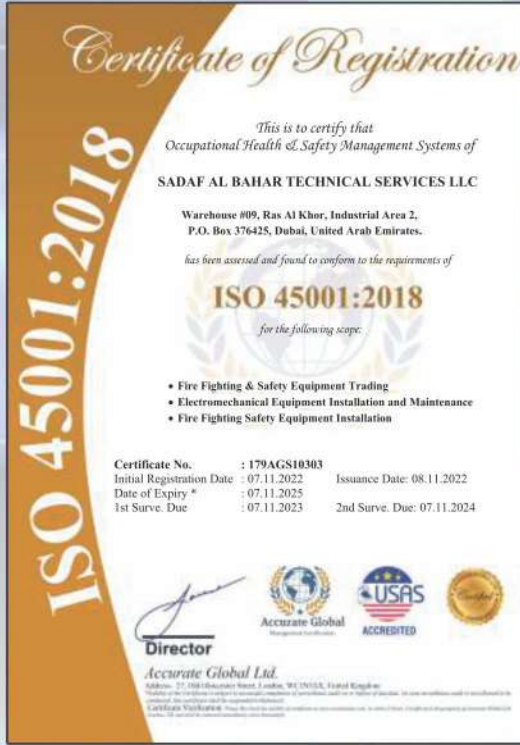 Certificate of Registration
ISO 45001:2018
This is to certify that
Occupational Health & Safety Management Systems of
SADAF AL BAHAR TECHNICAL SERVICES LLC
Warehouse #09, Ras Al Khor, Industrial Area 2,
P.O. Box 376425, Dubai, United Arab Emirates.
has been assessed and found to conform to the requirements of
ISO 45001:2018
for the following scope:
• Fire Fighting & Safety Equipment Trading
• Electromechanical Equipment Installation and Maintenance
• Fire Fighting Safety Equipment Installation
Certificate No. : 179AGS10303
Initial Registration Date : 07.11.2022 Issuance Date: 08.11.2022
Date of Expiry * : 07.11.2025
1st Surve. Due : 07.11.2023 2nd Surve. Due: 07.11.2024
Director
Accurate Global
Management Certification
USAS
ACCREDITED
Certified
Accurate Global Ltd.
Certificate Verification: